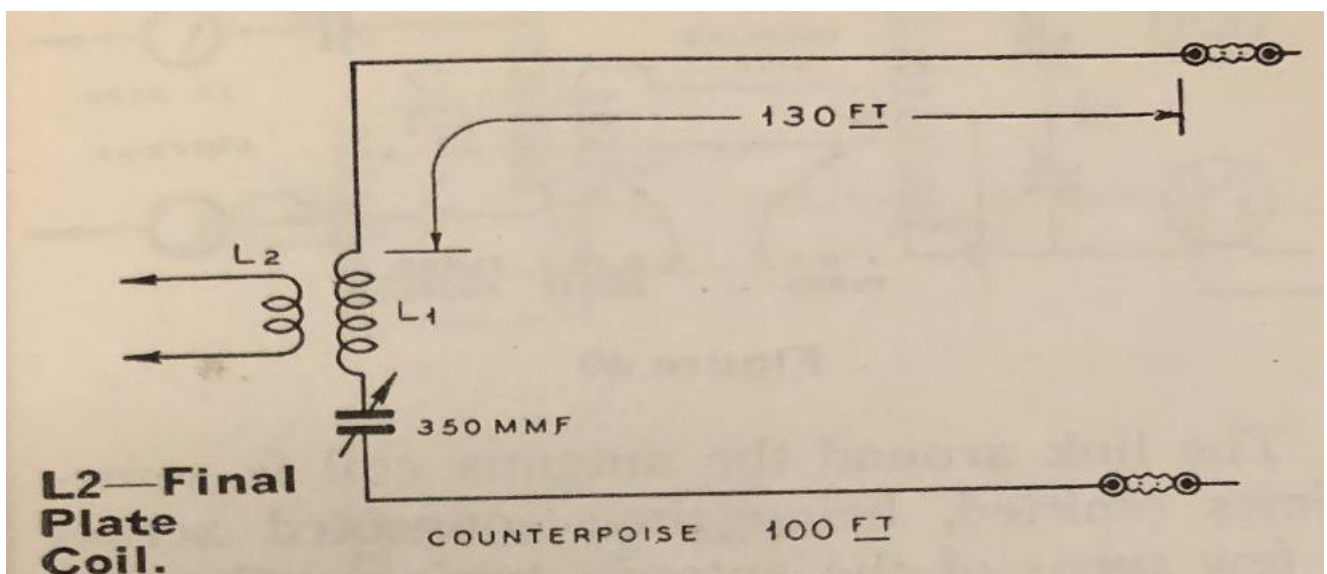 130 FT
L2
L1
350 MMF
L2—Final
Plate
Coil.
COUNTERPOISE 100 FT